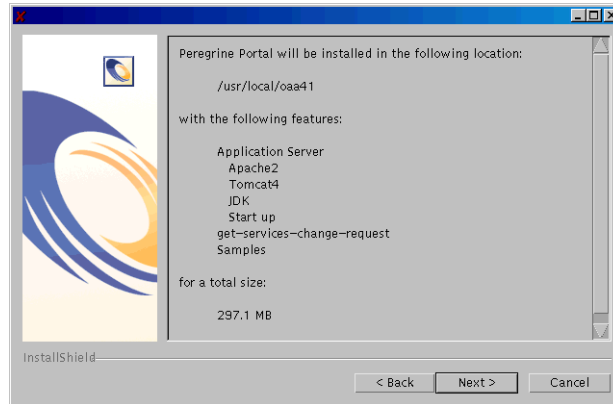 Peregrine Portal will be installed in the following location:
/usr/local/oaa41
with the following features:
Application Server
Apache2
Tomcat4
JDK
Start up
get-services-change-request
Samples
for a total size:
297.1 MB
InstallShield
< Back
Next >
Cancel